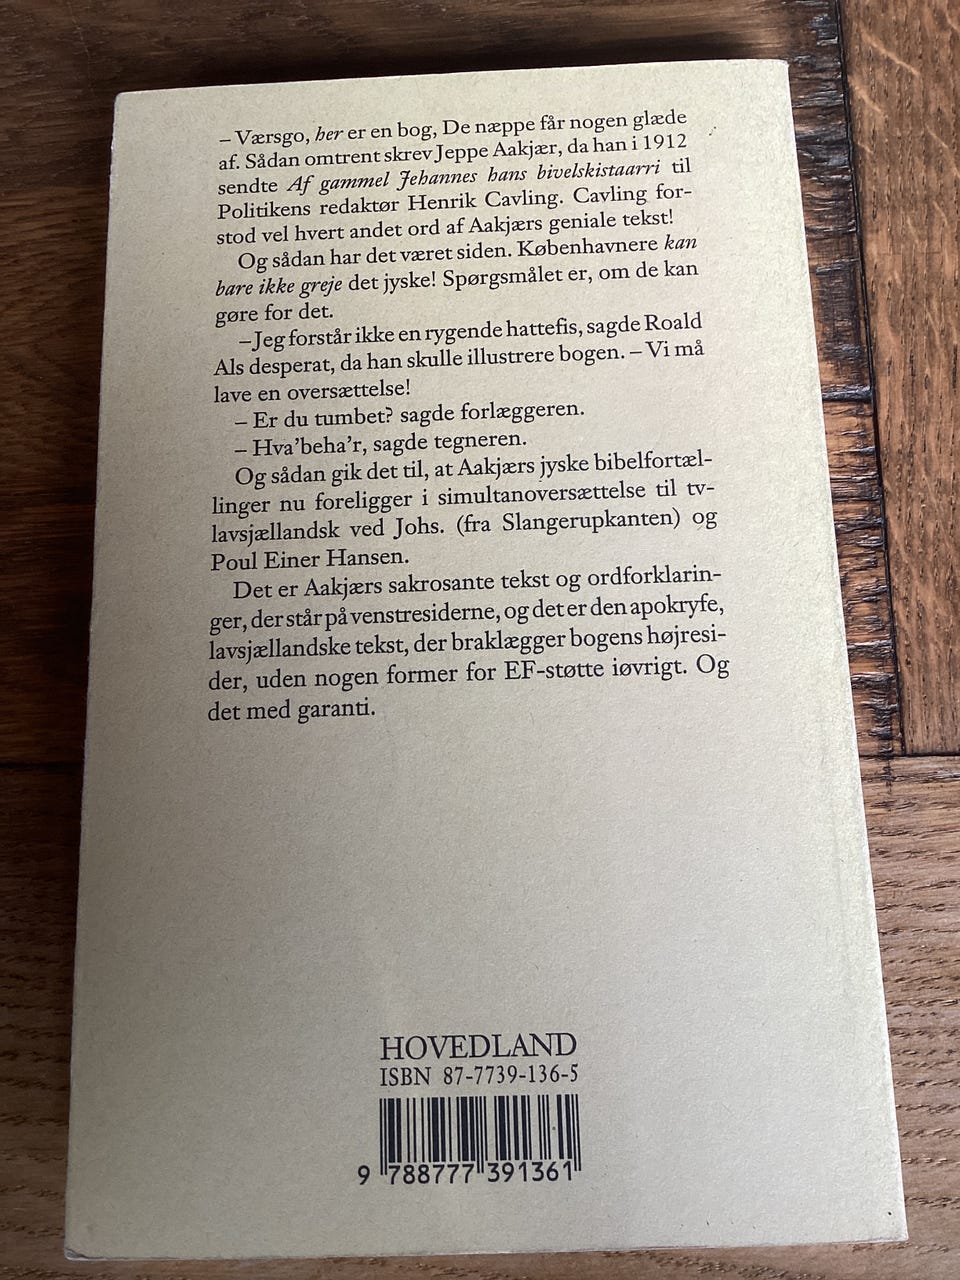 – Værsgo, her er en bog, De næppe får nogen glæde
af. Sådan omtrent skrev Jeppe Aakjær, da han i 1912
sendte Af gammel Jehannes hans bivelskistaarri til
Politikens redaktør Henrik Cavling. Cavling for-
stod vel hvert andet ord af Aakjærs geniale tekst!
Og sådan har det været siden. Københavnere kan
bare ikke greje det jyske! Spørgsmålet er, om de kan
gøre for det.
– Jeg forstår ikke en rygende hattefis, sagde Roald
Als desperat, da han skulle illustrere bogen. – Vi må
lave en oversættelse!
– Er du tumbet? sagde forlæggeren.
– Hva'beha'r, sagde tegneren.
Og sådan gik det til, at Aakjærs jyske bibelfortæl-
linger nu foreligger i simultanoversættelse til tv-
lavsjællandsk ved Johs. (fra Slangerupkanten) og
Poul Einer Hansen.
Det er Aakjærs sakrosante tekst og ordforklarin-
ger, der står på venstresiderne, og det er den apokryfe,
lavsjællandske tekst, der braklægger bogens højresi-
der, uden nogen former for EF-støtte iøvrigt. Og
det med garanti.
HOVEDLAND
ISBN 87-7739-136-5
9 788777 391361